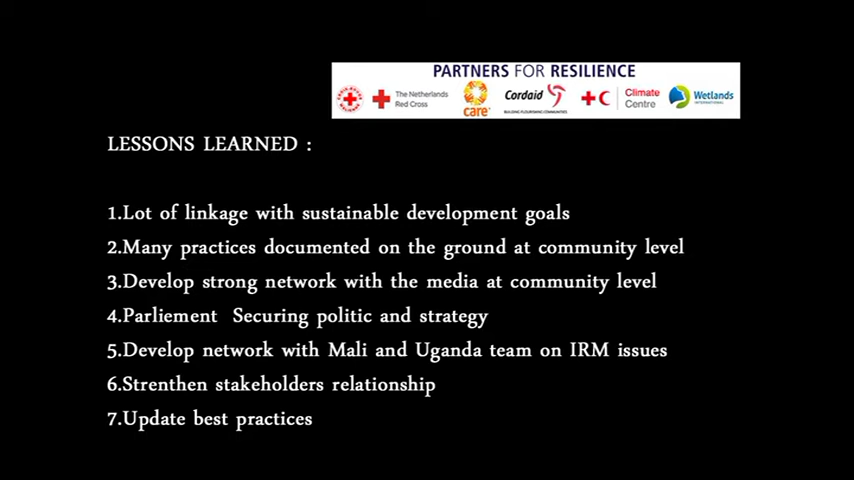 PARTNERS FOR RESILIENCE
The Netherlands
Red Cross
care
Cordaid
BUILDING FLOURISHING COMMUNITIES
Climate
Centre
Wetlands
INTERNATIONAL
LESSONS LEARNED :
1.Lot of linkage with sustainable development goals
2.Many practices documented on the ground at community level
3.Develop strong network with the media at community level
4.Parliement Securing politic and strategy
5.Develop network with Mali and Uganda team on IRM issues
6.Strenthen stakeholders relationship
7.Update best practices